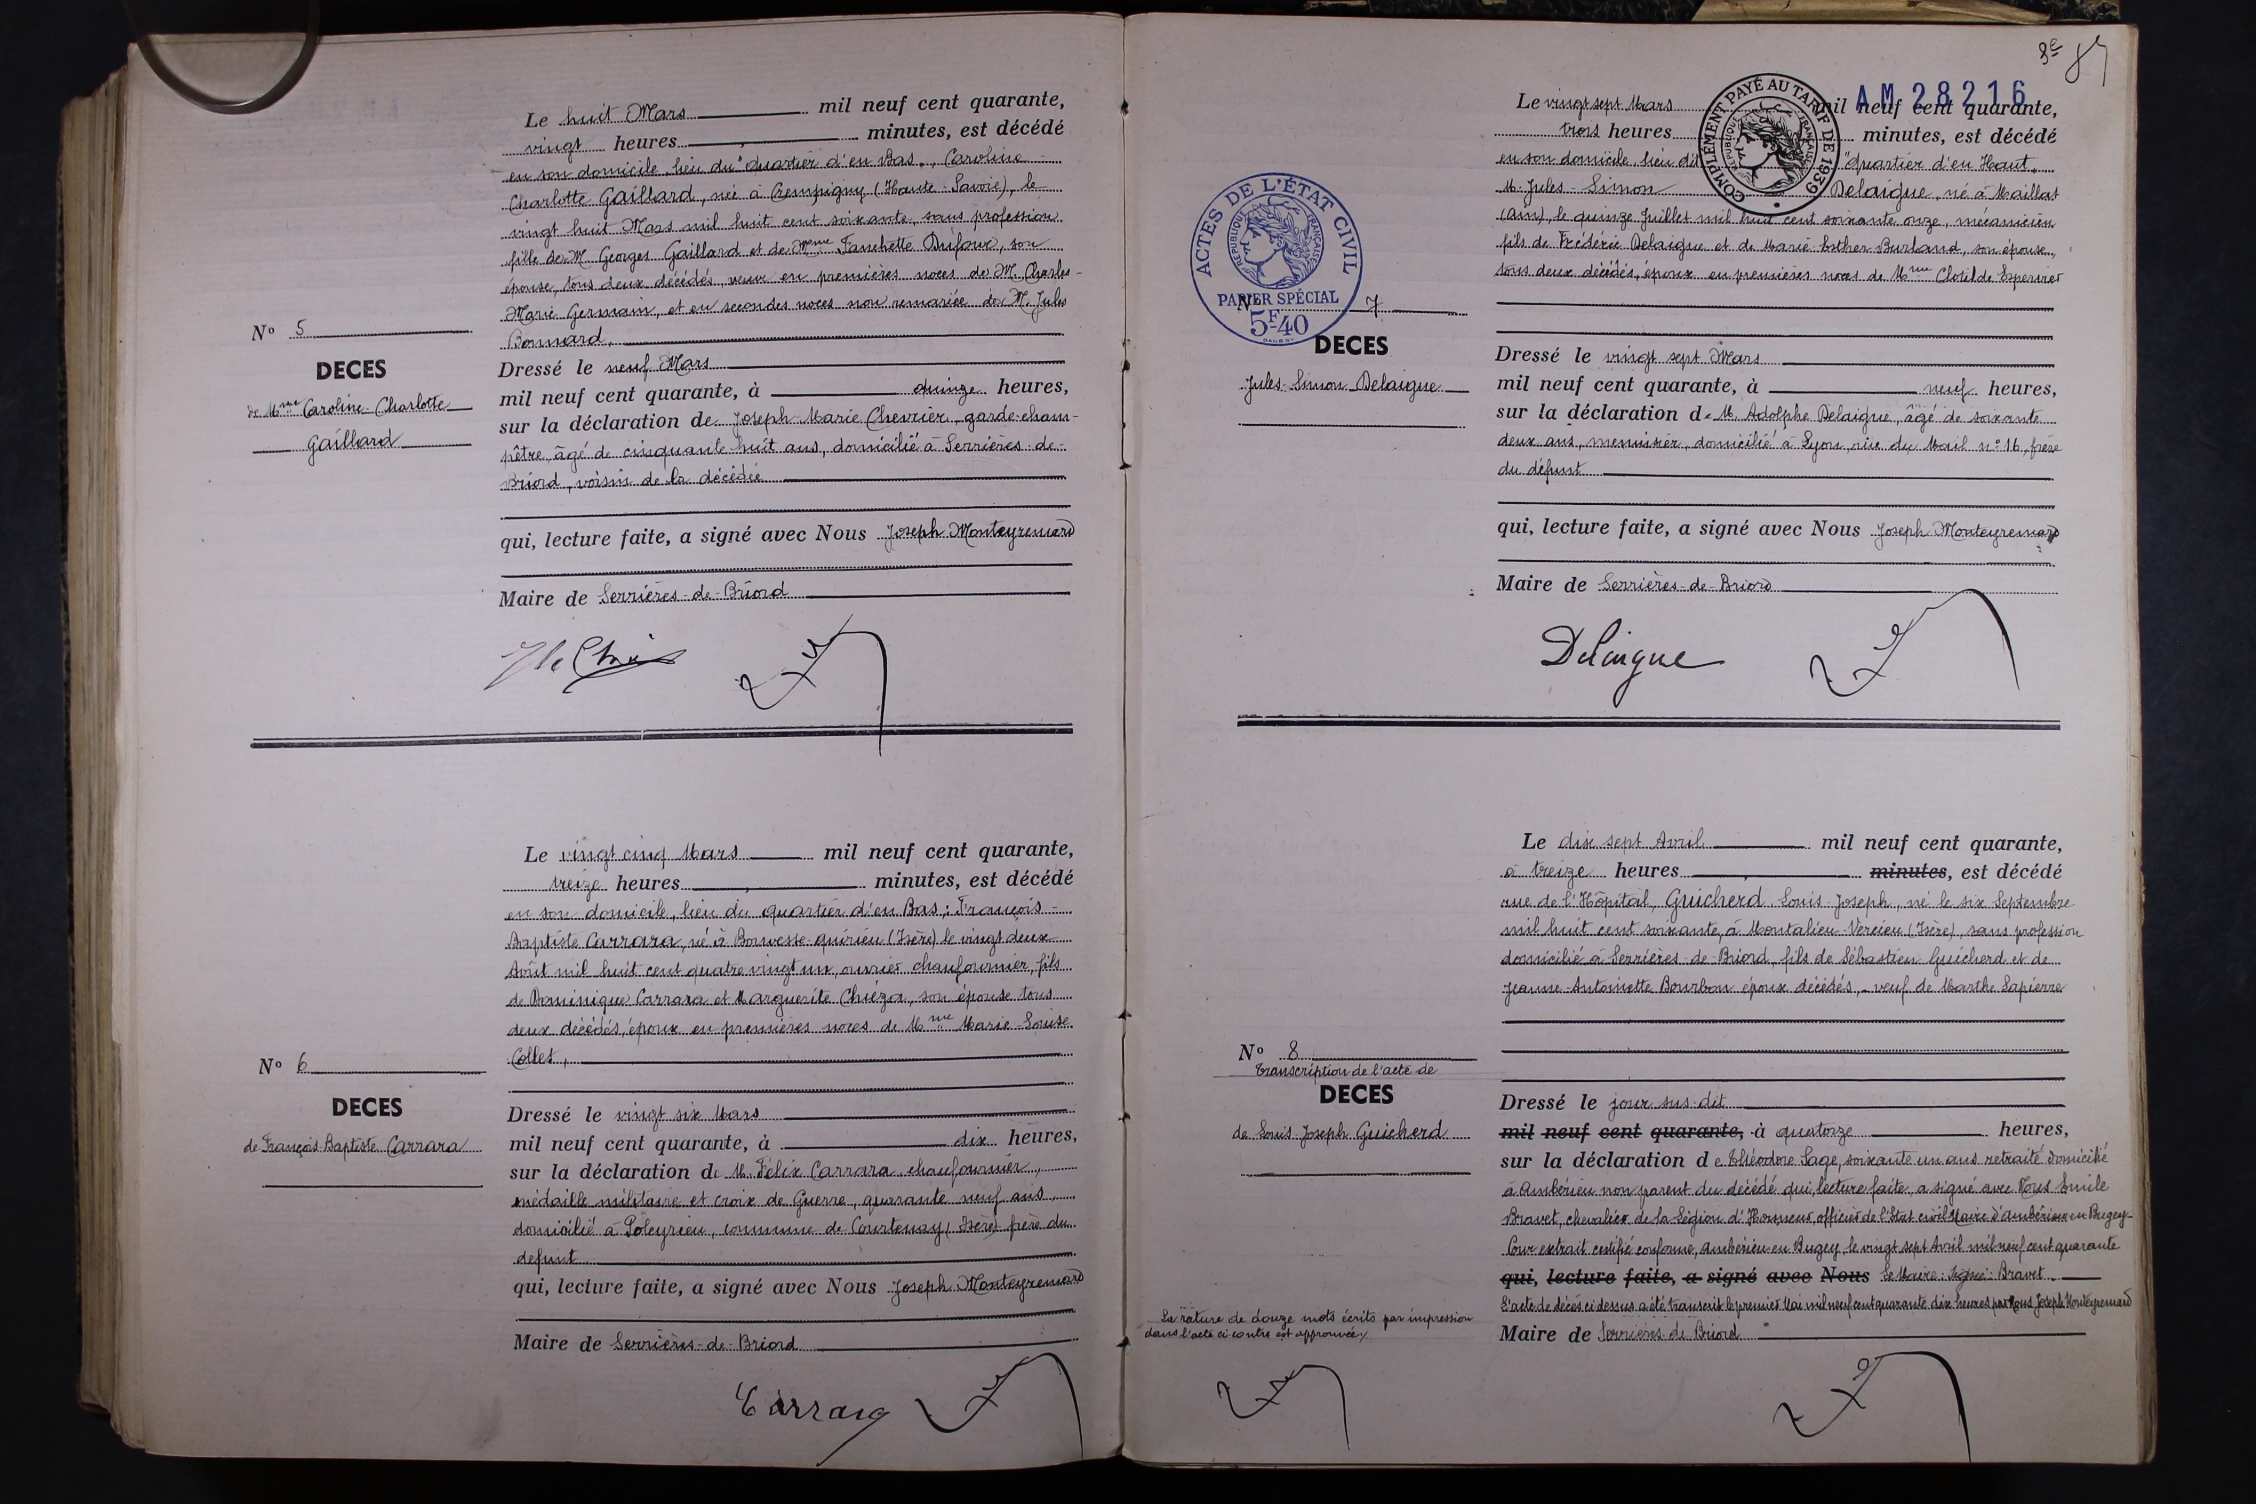 Le huit Mars mil neuf cent quarante,
vingt heures minutes, est décédé
en son domicile, lieu du "Quartier d'en Bas", Caroline
Charlotte Gaillard, née à Crempigny (Haute-Savoie), le
vingt huit Mars mil huit cent soixante, sans profession
fille de M. Georges Gaillard et de Mme Fanchette Dufour, son
épouse, tous deux décédés, veuve en premières noces de M. Charles-
Marie Germain, et en secondes noces non remariée de M. Jules
Bonnard,
Nº 5
DECES
de Mme Caroline-Charlotte
Gaillard
Dressé le neuf Mars
mil neuf cent quarante, à quinze heures,
sur la déclaration de Joseph-Marie Chevrier, garde-cham-
pêtre, âgé de cinquante-huit ans, domicilié à Serrières-de-
Briord, voisin de la décédée
qui, lecture faite, a signé avec Nous Joseph Monteyremard
Maire de Serrières-de-Briord
Le vingt cinq Mars mil neuf cent quarante,
treize heures minutes, est décédé
en son domicile, lieu du quartier d'en Bas; François-
Baptiste Carrara, né à Bouvesse-Quirieu (Isère) le vingt deux
Août mil huit cent quatre vingt un, ouvrier chaufournier, fils
de Dominique Carrara et Marguerite Chiéza, son épouse tous
deux décédés, époux en premières noces de Mme Marie-Louise
Collet,
Nº 6
DECES
de François-Baptiste Carrara
Dressé le vingt six Mars
mil neuf cent quarante, à dix heures,
sur la déclaration de M. Félix Carrara chaufournier,
médaille militaire et croix de Guerre, quarante neuf ans,
domicilié à Poleyrieu, commune de Courtenay (Isère) frère du
défunt
qui, lecture faite, a signé avec Nous Joseph Monteyremard
Maire de Serrières-de-Briord
Carrara
8e 87
AM 28216
COMPLÉMENT PAYÉ AU TARIF DE 1939
RÉPUBLIQUE FRANÇAISE
Le vingt sept Mars mil neuf cent quarante,
trois heures minutes, est décédé
en son domicile, lieu dit "Quartier d'en Haut"
M. Jules-Simon Delaigue, né à Maillat
(Ain), le quinze Juillet mil huit cent soixante onze, mécanicien
fils de Frédéric Delaigue et de Marie-Esther Burland, son épouse,
tous deux décédés, époux en premières noces de Mme Clotilde Esperier
ACTES DE L'ÉTAT CIVIL
RÉPUBLIQUE FRANÇAISE
PAPIER SPÉCIAL
5F40
Nº 7
DECES
Jules-Simon Delaigue
Dressé le vingt sept Mars
mil neuf cent quarante, à neuf heures,
sur la déclaration de M. Adolphe Delaigue, âgé de soixante
deux ans, menuisier, domicilié à Lyon, rue du Mail nº 16, frère
du défunt
qui, lecture faite, a signé avec Nous Joseph Monteyremard
Maire de Serrières-de-Briord
Delaigue
Le dix sept Avril mil neuf cent quarante,
à treize heures minutes, est décédé
rue de l'Hôpital, Guicherd Louis-Joseph, né le six Septembre
mil huit cent soixante, à Montalieu-Vercieu (Isère), sans profession
domicilié à Serrières-de-Briord, fils de Sébastien Guicherd et de
Jeanne-Antoinette Bourbon époux décédés, veuf de Marthe Lapierre
Nº 8
Transcription de l'acte de
DECES
de Louis-Joseph Guicherd
Dressé le jour sus-dit
mil neuf cent quarante, à quatorze heures,
sur la déclaration de Théodore Sage, soixante un ans retraité domicilié
à Ambérieu non parent du décédé qui, lecture faite, a signé avec Nous Emile
Bravet, chevalier de la Légion d'Honneur, officier de l'Etat civil Maire d'Ambérieu en Bugey-
Pour extrait certifié conforme, Ambérieu-en-Bugey, le vingt sept Avril mil neuf cent quarante
qui, lecture faite, a signé avec Nous Le Maire: signé: Bravet.
L'acte de décès ci-dessus a été transcrit le premier Mai mil neuf cent quarante dix heures par Nous Joseph Monteyremard
Maire de Serrières de Briord
La rature de douze mots écrits par impression
dans l'acte ci-contre est approuvée